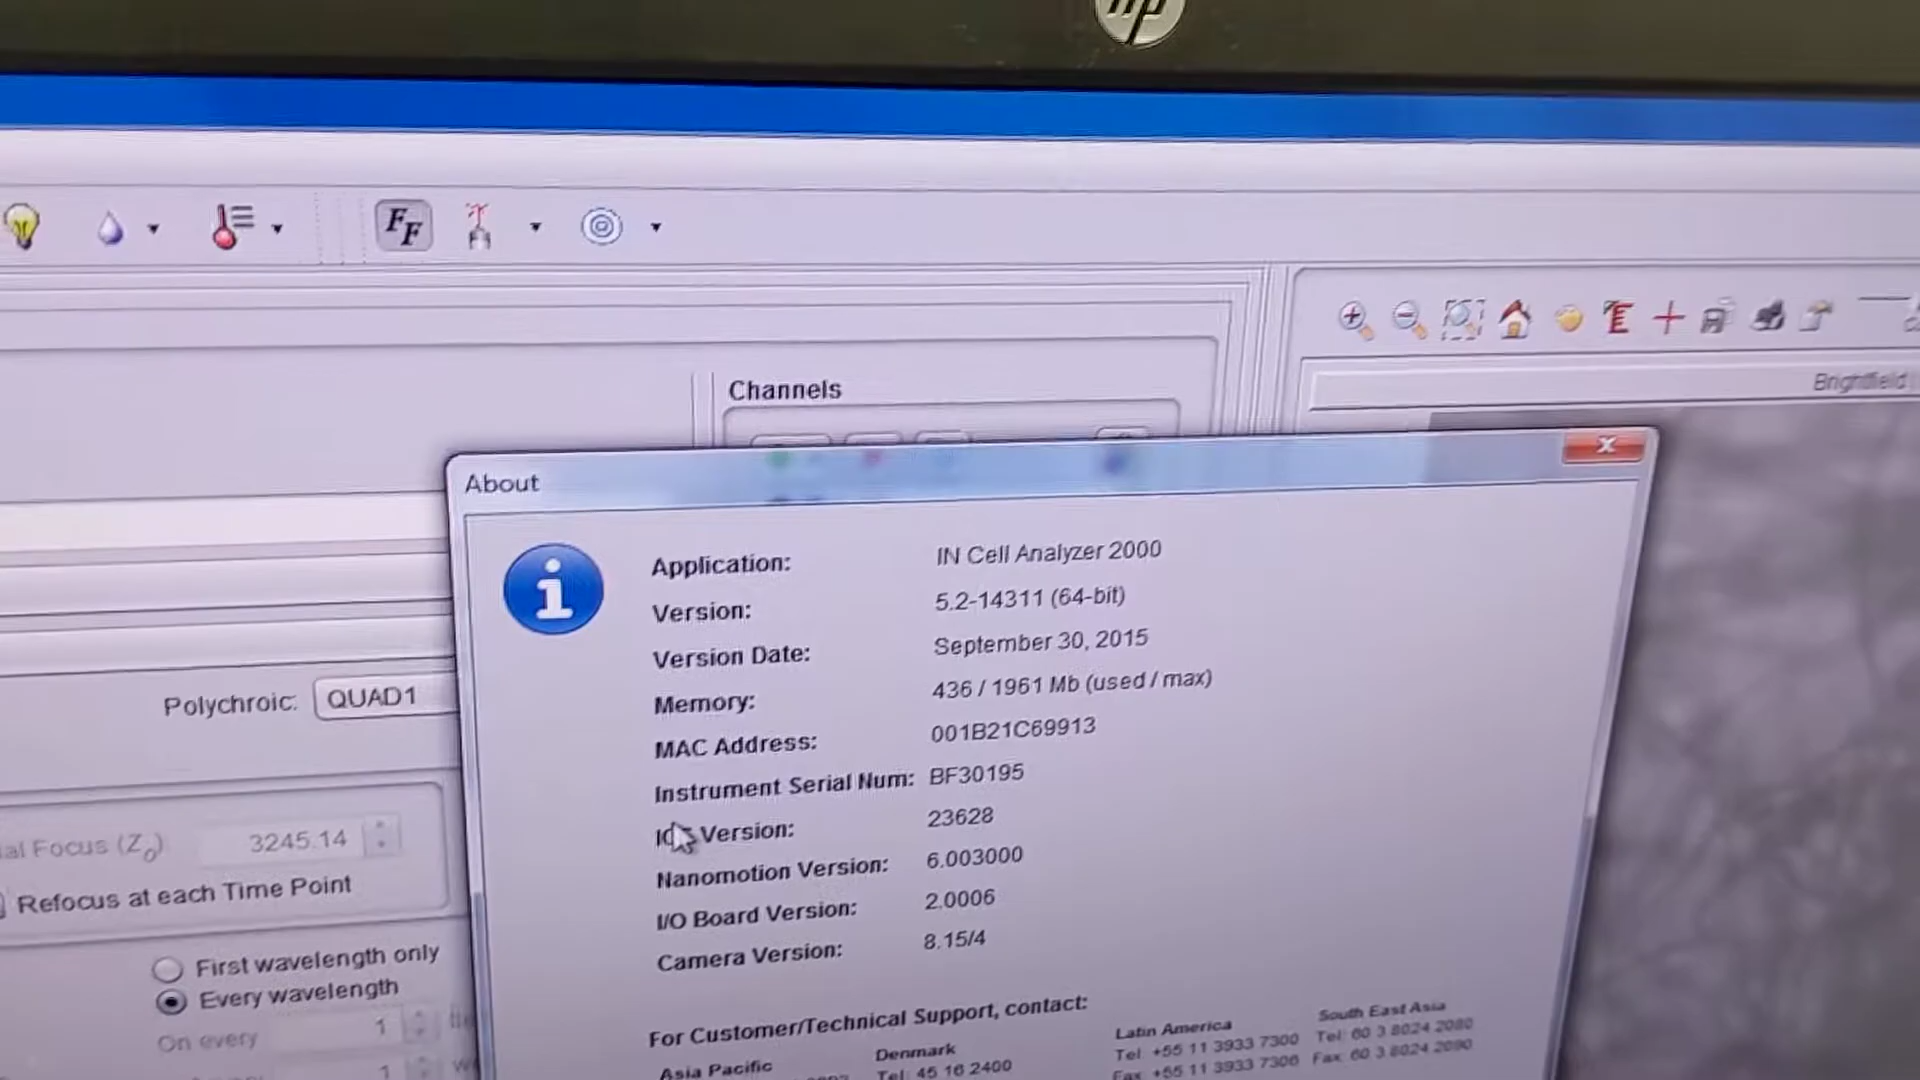 hp
FF
Channels
Brightfield
About
Application: IN Cell Analyzer 2000
Version: 5.2-14311 (64-bit)
Version Date: September 30, 2015
Memory: 436 / 1961 Mb (used / max)
MAC Address: 001B21C69913
Instrument Serial Num: BF30195
Version: 23628
Nanomotion Version: 6.003000
I/O Board Version: 2.0006
Camera Version: 8.15/4
For Customer/Technical Support, contact:
Asia Pacific
Denmark
Tel: 45 16 2400
Latin America
Tel: +55 11 3933 7300
Fax: +55 11 3933 7306
South East Asia
Tel: 60 3 8024 2080
Fax: 60 3 8024 2090
Polychroic: QUAD1
Focus (Z0) 3245.14
Refocus at each Time Point
First wavelength only
Every wavelength
On every 1
1